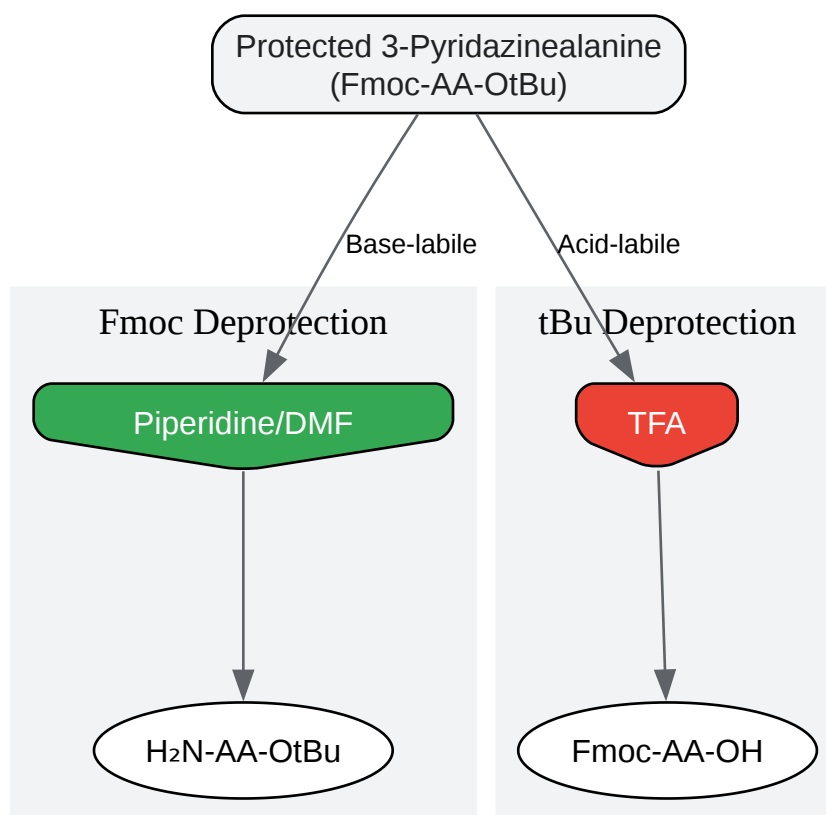 Protected 3-Pyridazinealanine
(Fmoc-AA-OtBu)
Base-labile
Acid-labile
Fmoc Deprotection
tBu Deprotection
Piperidine/DMF
TFA
H₂N-AA-OtBu
Fmoc-AA-OH